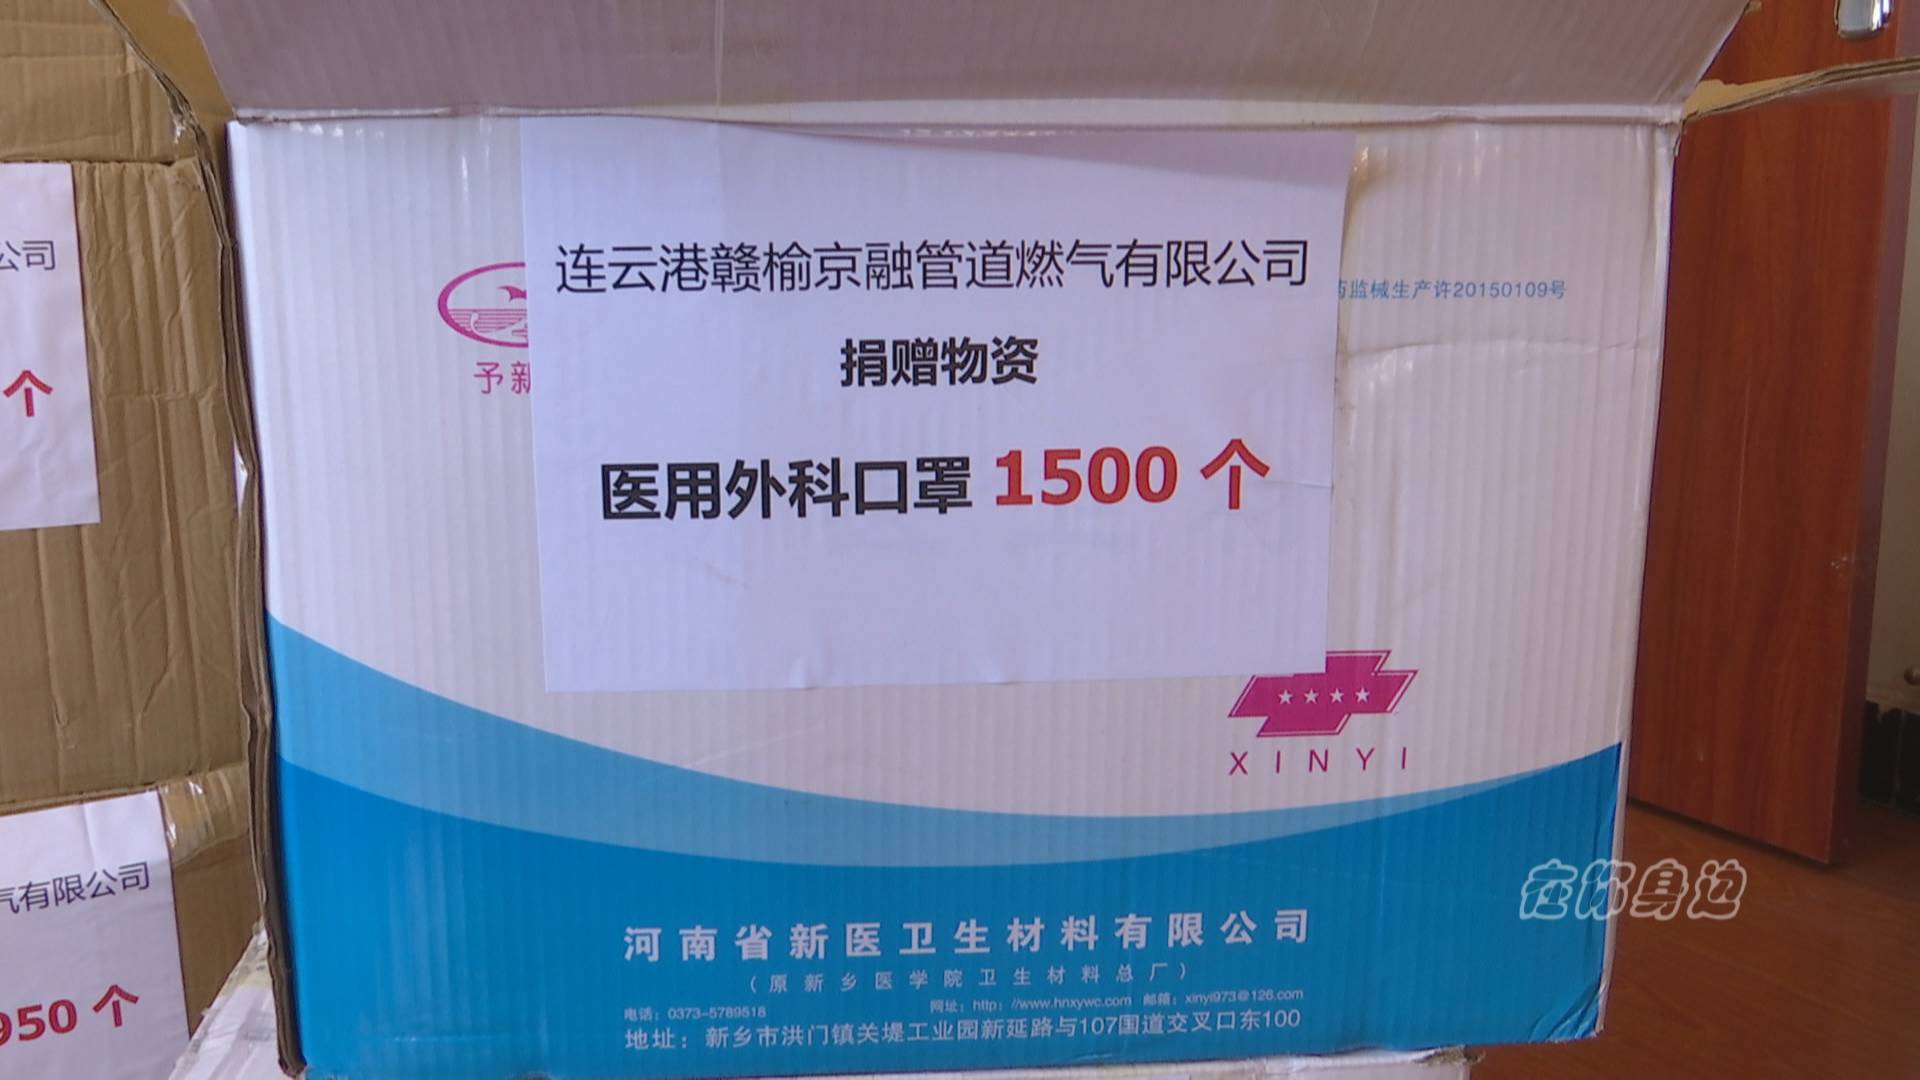 连云港赣榆京融管道燃气有限公司
捐赠物资
医用外科口罩 1500 个
药监械生产许20150109号
予新
XINYI
河南省新医卫生材料有限公司
（原新乡医学院卫生材料总厂）
电话：0373-5789518 网址：http：//www.hnxywc.com 邮箱：xinyi973@126.com
地址：新乡市洪门镇关堤工业园新延路与107国道交叉口东100
公司
个
气有限公司
950 个
在你身边